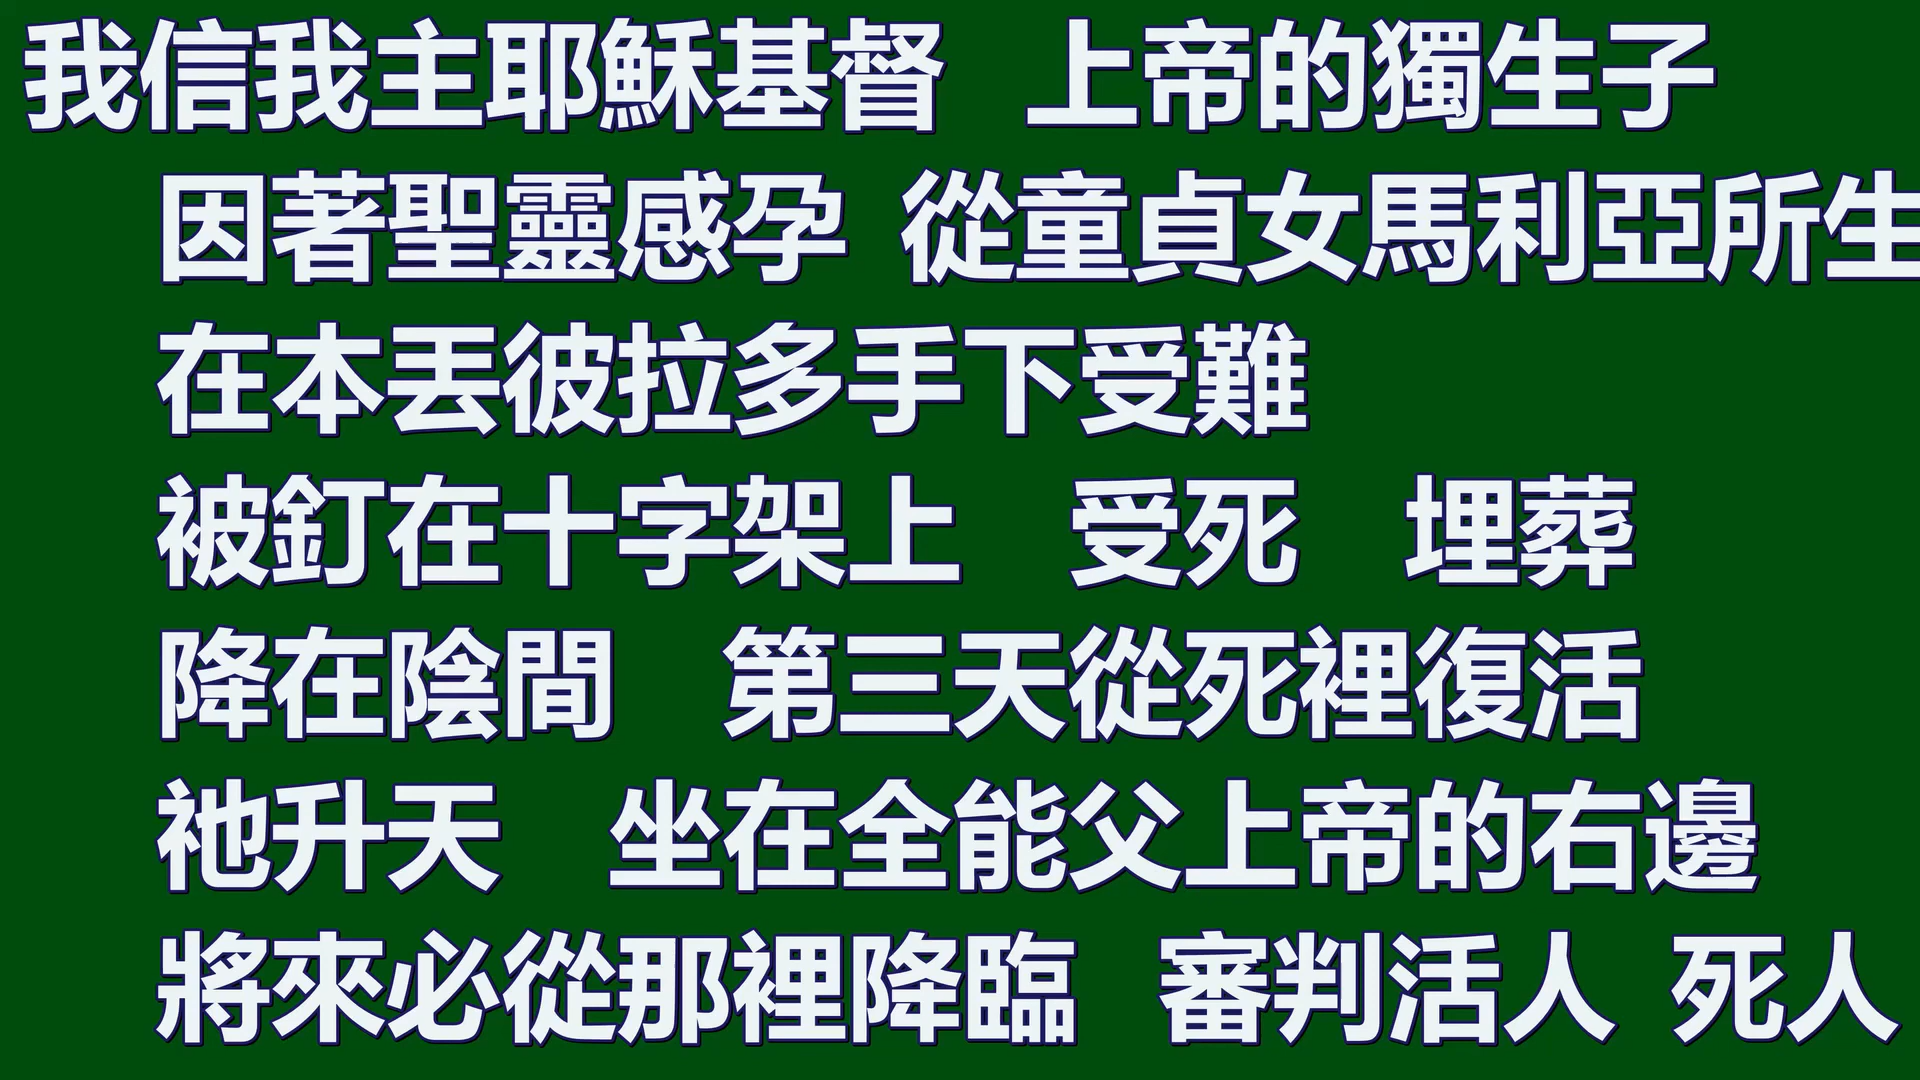 我信我主耶穌基督　上帝的獨生子
因著聖靈感孕 從童貞女馬利亞所生
在本丟彼拉多手下受難
被釘在十字架上　受死　埋葬
降在陰間　第三天從死裡復活
祂升天　坐在全能父上帝的右邊
將來必從那裡降臨 審判活人 死人